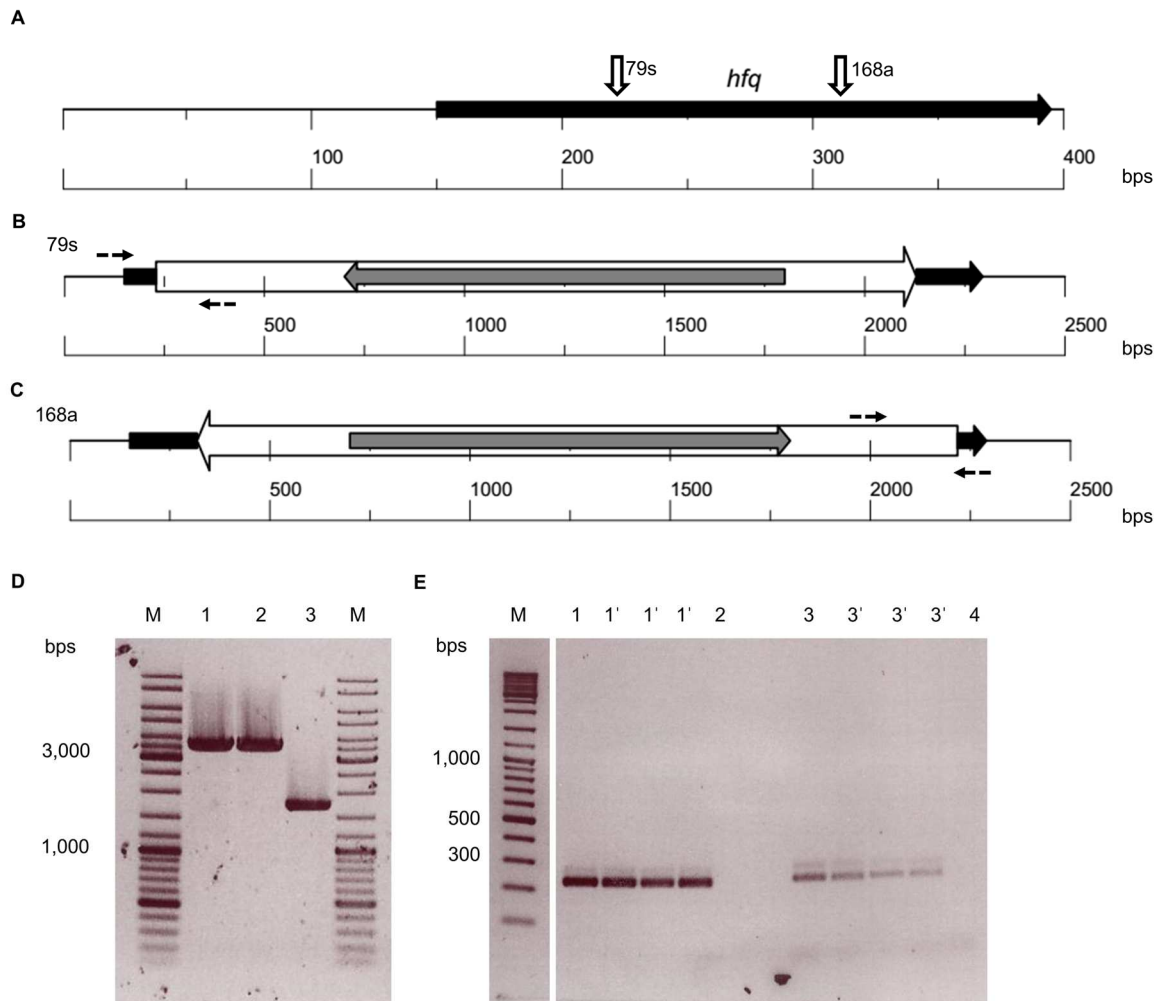 A
79s hfq 168a
100 200 300 400 bps
B
79s
500 1000 1500 2000 2500 bps
C
168a
500 1000 1500 2000 2500 bps
D E
M 1 2 3 M M 1 1' 1' 1' 2 3 3' 3' 3' 4
bps bps
3,000 1,000
1,000 500
300